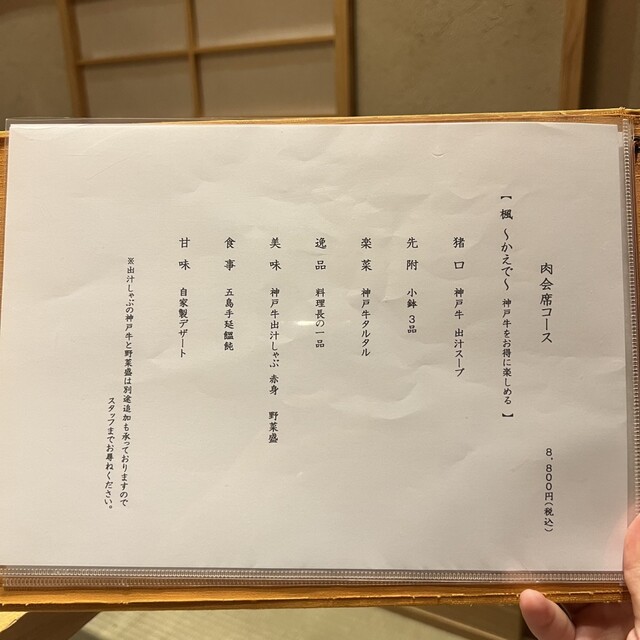 肉会席コース　8,800円(税込)
【 楓 ～かえで～ 神戸牛をお得に楽しめる 】
猪口　神戸牛 出汁スープ
先附　小鉢 3品
楽菜　神戸牛タルタル
逸品　料理長の一品
美味　神戸牛出汁しゃぶ 赤身　野菜盛
食事　五島手延饂飩
甘味　自家製デザート
※出汁しゃぶの神戸牛と野菜盛は別途追加も承っておりますので
スタッフまでお尋ねください。